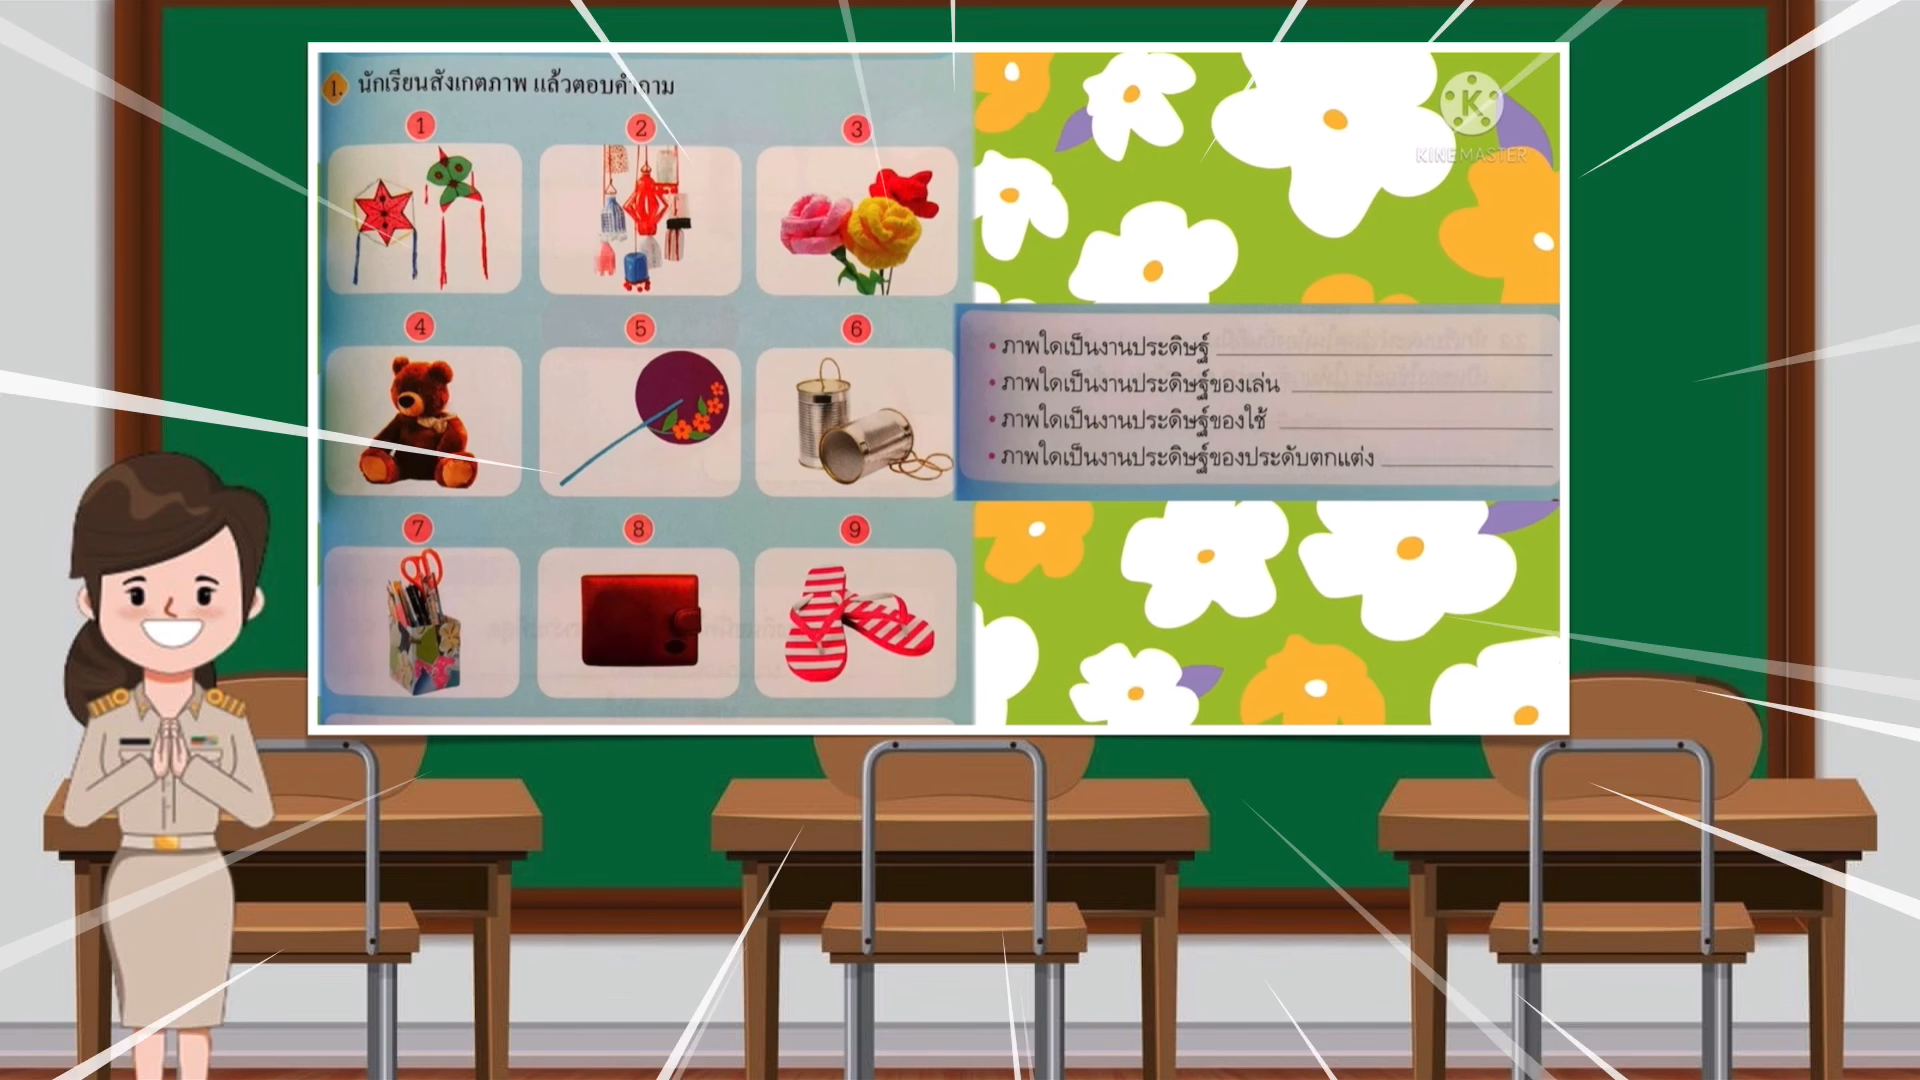 1. นักเรียนสังเกตภาพ แล้วตอบคำถาม
1
2
3
4
5
6
7
8
9
• ภาพใดเป็นงานประดิษฐ์
• ภาพใดเป็นงานประดิษฐ์ของเล่น
• ภาพใดเป็นงานประดิษฐ์ของใช้
• ภาพใดเป็นงานประดิษฐ์ของประดับตกแต่ง
K
KINEMASTER